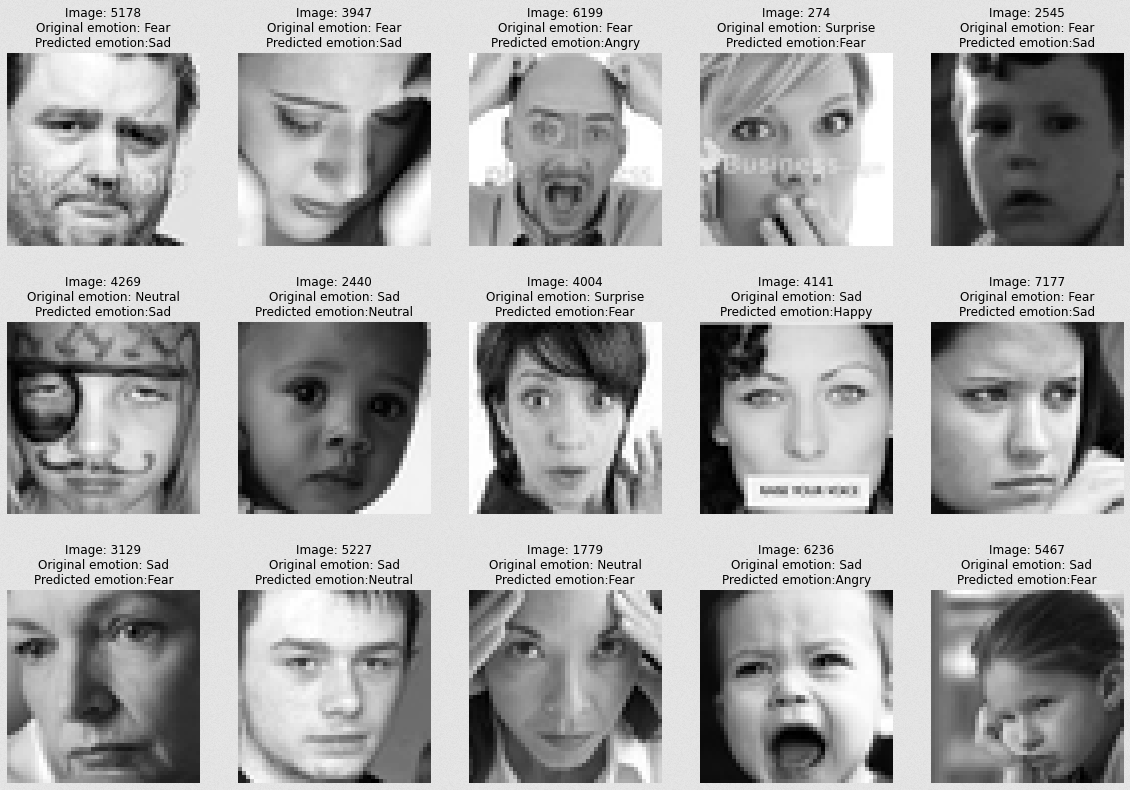 Image: 5178
Original emotion: Fear
Predicted emotion:Sad
Image: 3947
Original emotion: Fear
Predicted emotion:Sad
Image: 6199
Original emotion: Fear
Predicted emotion:Angry
Image: 274
Original emotion: Surprise
Predicted emotion:Fear
Image: 2545
Original emotion: Fear
Predicted emotion:Sad
Business
Image: 4269
Original emotion: Neutral
Predicted emotion:Sad
Image: 2440
Original emotion: Sad
Predicted emotion:Neutral
Image: 4004
Original emotion: Surprise
Predicted emotion:Fear
Image: 4141
Original emotion: Sad
Predicted emotion:Happy
Image: 7177
Original emotion: Fear
Predicted emotion:Sad
YOUR VOICE
Image: 3129
Original emotion: Sad
Predicted emotion:Fear
Image: 5227
Original emotion: Sad
Predicted emotion:Neutral
Image: 1779
Original emotion: Neutral
Predicted emotion:Fear
Image: 6236
Original emotion: Sad
Predicted emotion:Angry
Image: 5467
Original emotion: Sad
Predicted emotion:Fear